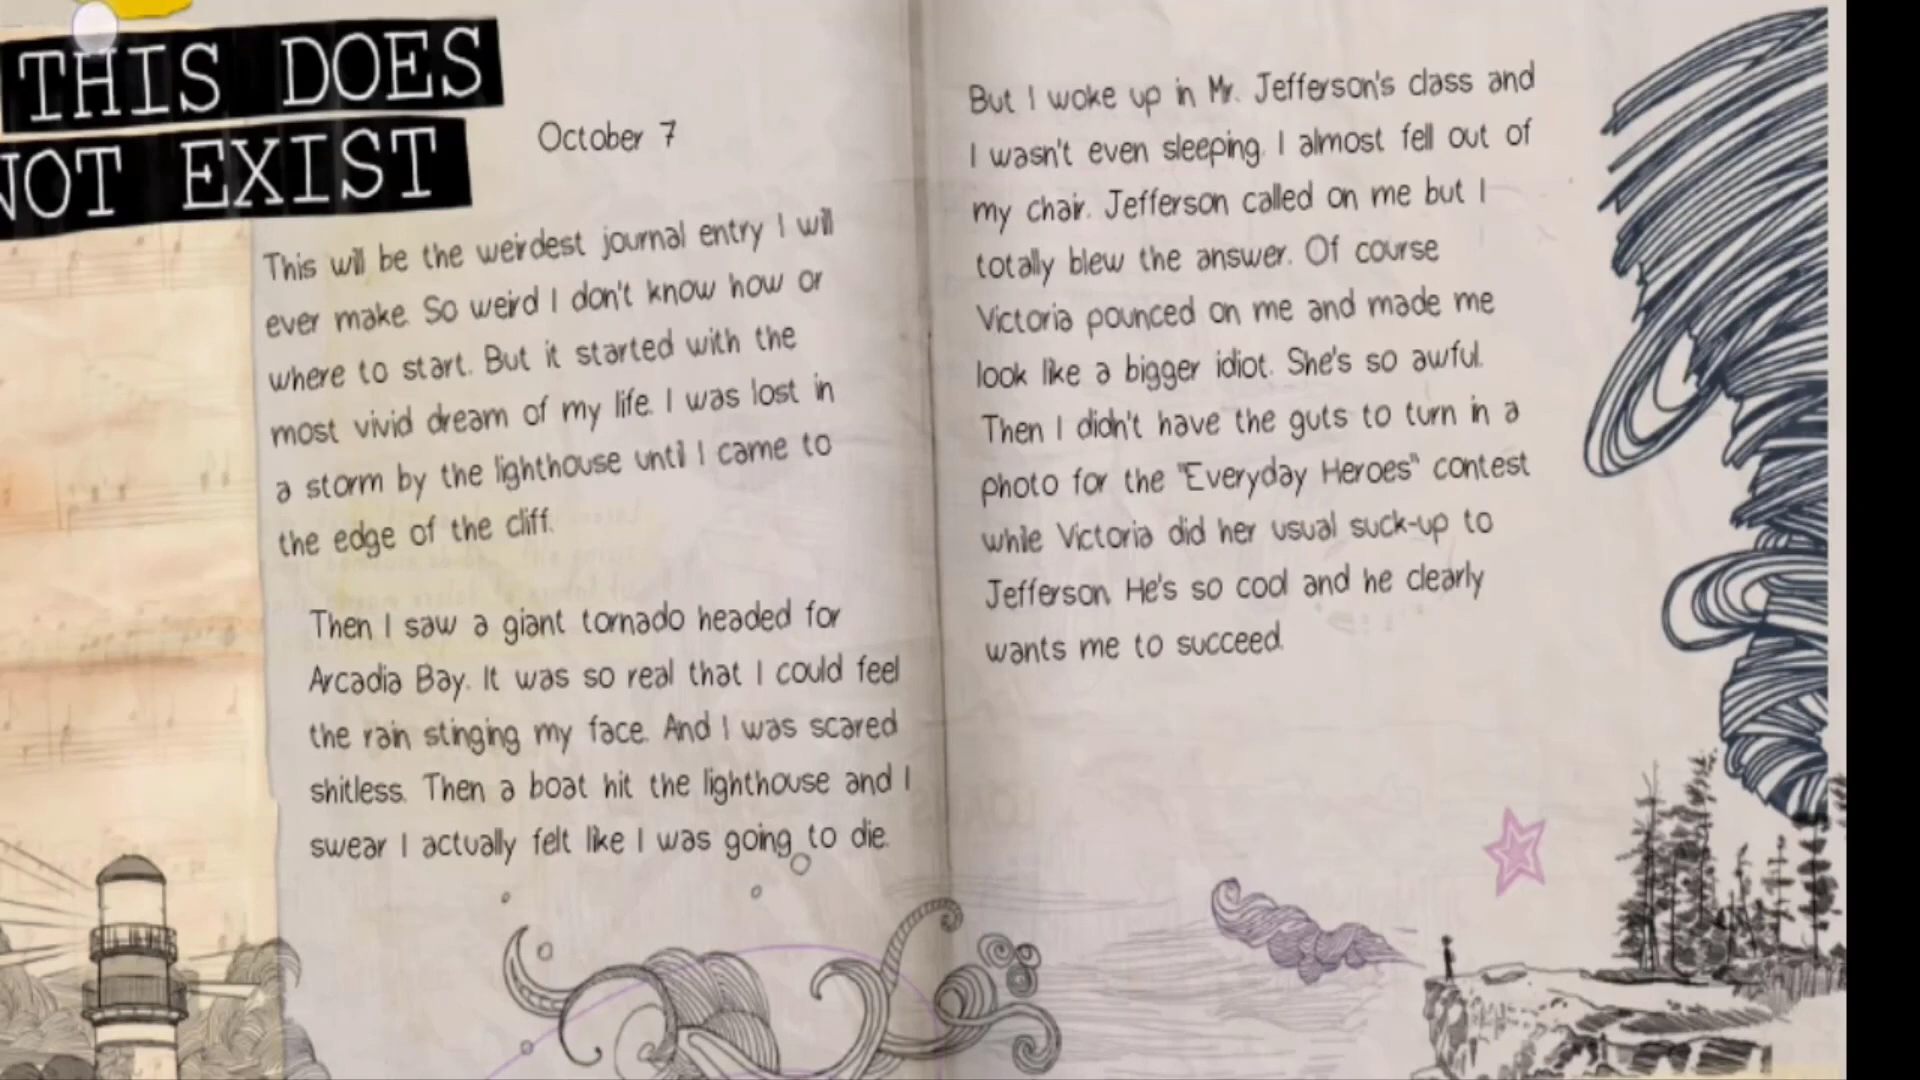 THIS DOES
NOT EXIST
October 7
This will be the weirdest journal entry I will
ever make. So weird I don't know how or
where to start. But it started with the
most vivid dream of my life. I was lost in
a storm by the lighthouse until I came to
the edge of the cliff.
Then I saw a giant tornado headed for
Arcadia Bay. It was so real that I could feel
the rain stinging my face. And I was scared
shitless. Then a boat hit the lighthouse and I
swear I actually felt like I was going to die.
But I woke up in Mr. Jefferson's class and
I wasn't even sleeping. I almost fell out of
my chair. Jefferson called on me but I
totally blew the answer. Of course
Victoria pounced on me and made me
look like a bigger idiot. She's so awful.
Then I didn't have the guts to turn in a
photo for the "Everyday Heroes" contest
while Victoria did her usual suck-up to
Jefferson. He's so cool and he clearly
wants me to succeed.